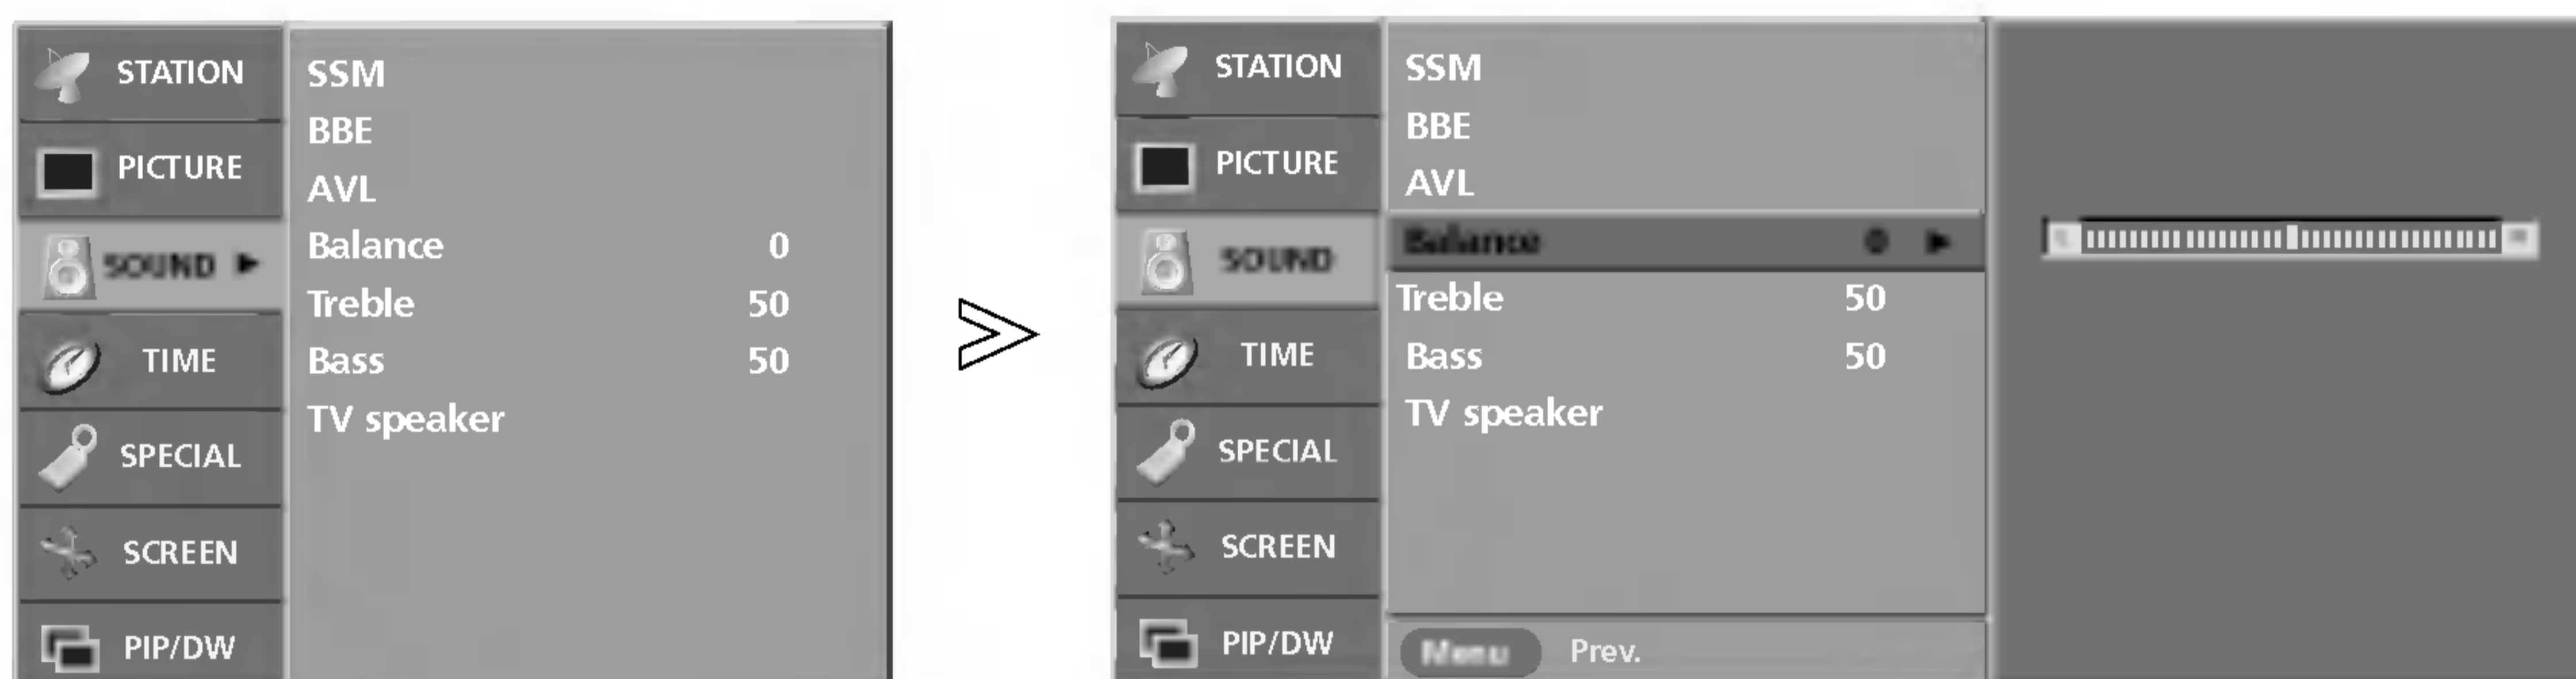 STATION
PICTURE
SOUND ▶
TIME
SPECIAL
SCREEN
PIP/DW
SSM
BBE
AVL
Balance 0
Treble 50
Bass 50
TV speaker
STATION
PICTURE
SOUND
TIME
SPECIAL
SCREEN
PIP/DW
SSM
BBE
AVL
Balance 0 ▶
Treble 50
Bass 50
TV speaker
Menu Prev.